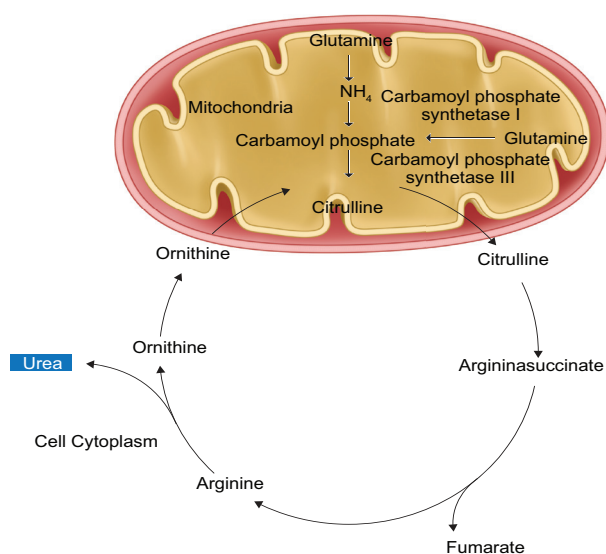 Glutamine
NH4
Mitochondria
Carbamoyl phosphate
synthetase I
Carbamoyl phosphate
Glutamine
Carbamoyl phosphate
synthetase III
Citrulline
Ornithine
Citrulline
Ornithine
Urea
Argininasuccinate
Cell Cytoplasm
Arginine
Fumarate